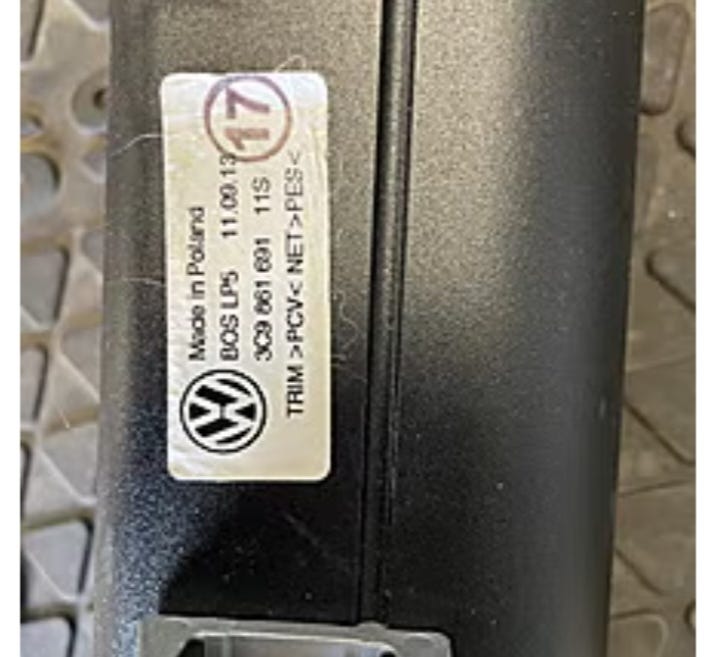 17
Made in Poland
BOS LP5 11.09.13
3C9 861 691 11S
TRIM >PCV< NET >PES<